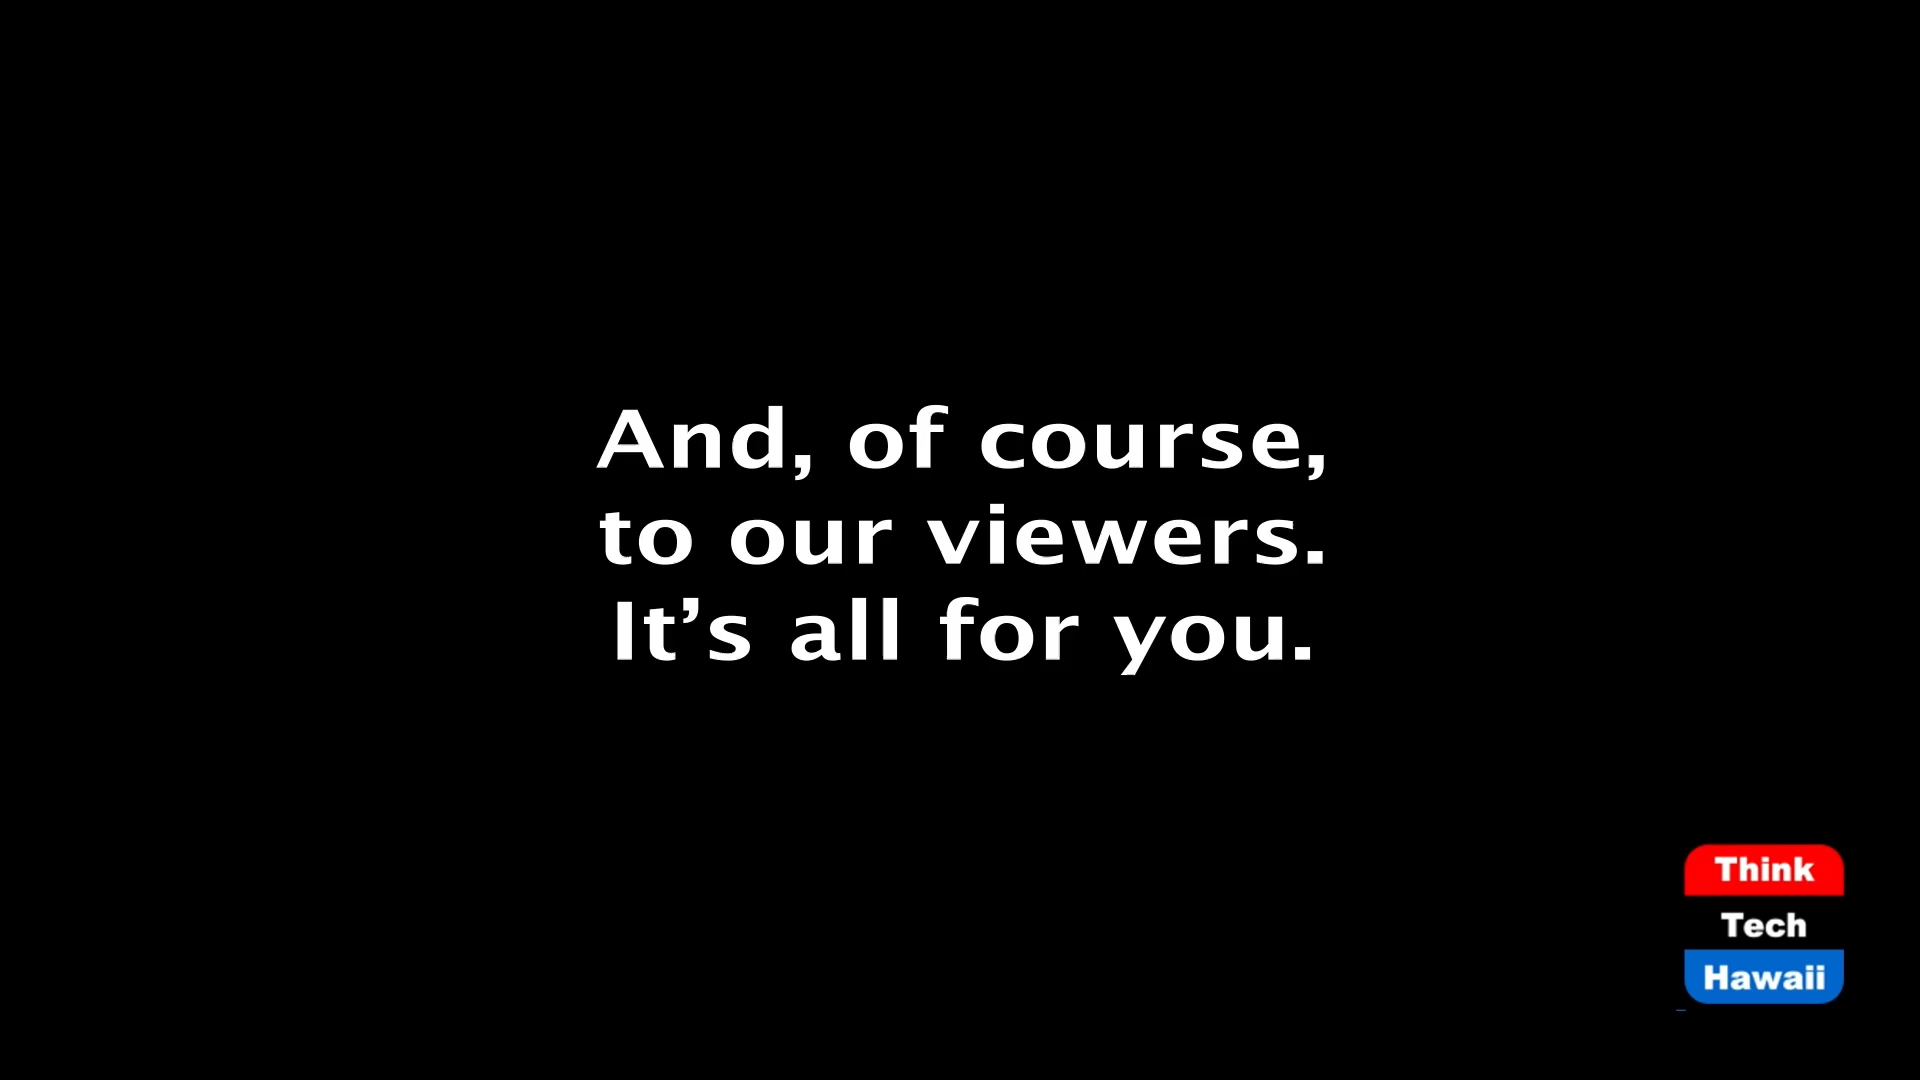 And, of course,
to our viewers.
It’s all for you.
Think
Tech
Hawaii